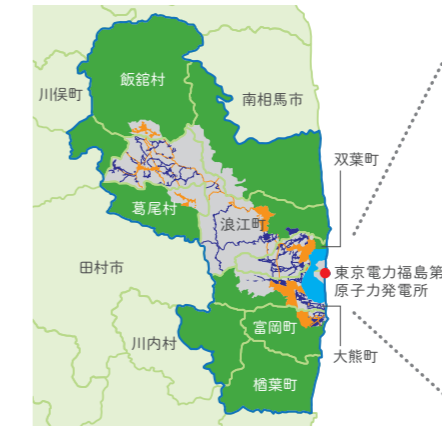 飯舘村
川俣町
南相馬市
双葉町
葛尾村
浪江町
田村市
東京電力福島第
原子力発電所
富岡町
川内村
大熊町
楢葉町